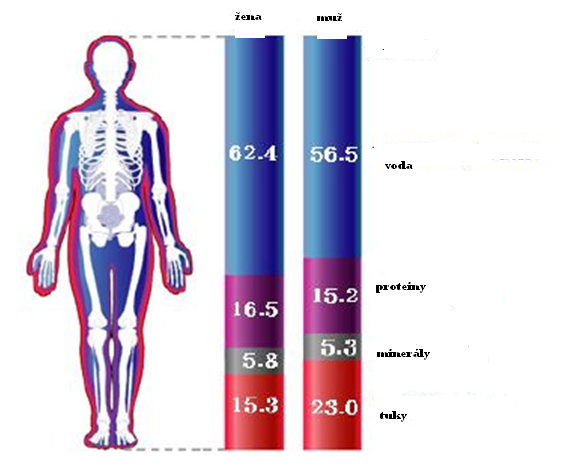 žena muž
62.4 56.5
voda
proteíny
16.5 15.2
minerály
5.8 5.3
15.3 23.0
tuky